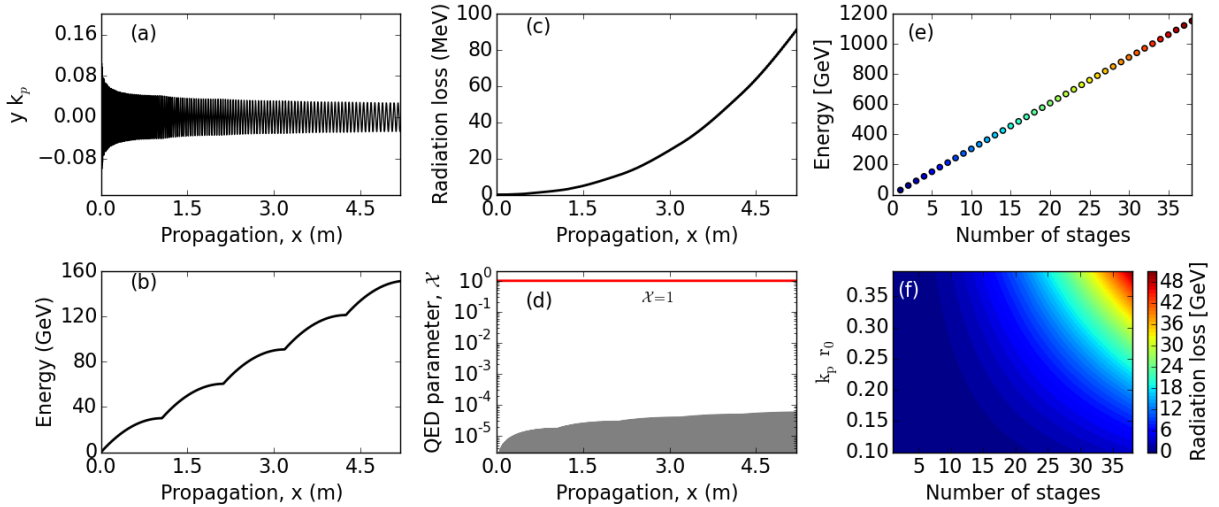 (a)
0.16
0.08
0.00
−0.08
y k_p
0.0 1.5 3.0 4.5
Propagation, x (m)
(c)
100
80
60
40
20
0
Radiation loss (MeV)
0.0 1.5 3.0 4.5
Propagation, x (m)
(e)
1200
1000
800
600
400
200
0
Energy [GeV]
0 5 10 15 20 25 30 35
Number of stages
(b)
160
120
80
40
0
Energy (GeV)
0.0 1.5 3.0 4.5
Propagation, x (m)
(d)
10^0
10^-1
10^-2
10^-3
10^-4
10^-5
QED parameter, 𝒳
𝒳=1
0.0 1.5 3.0 4.5
Propagation, x (m)
(f)
0.35
0.30
0.25
0.20
0.15
0.10
k_p r_0
5 10 15 20 25 30 35
Number of stages
48
42
36
30
24
18
12
6
0
Radiation loss [GeV]